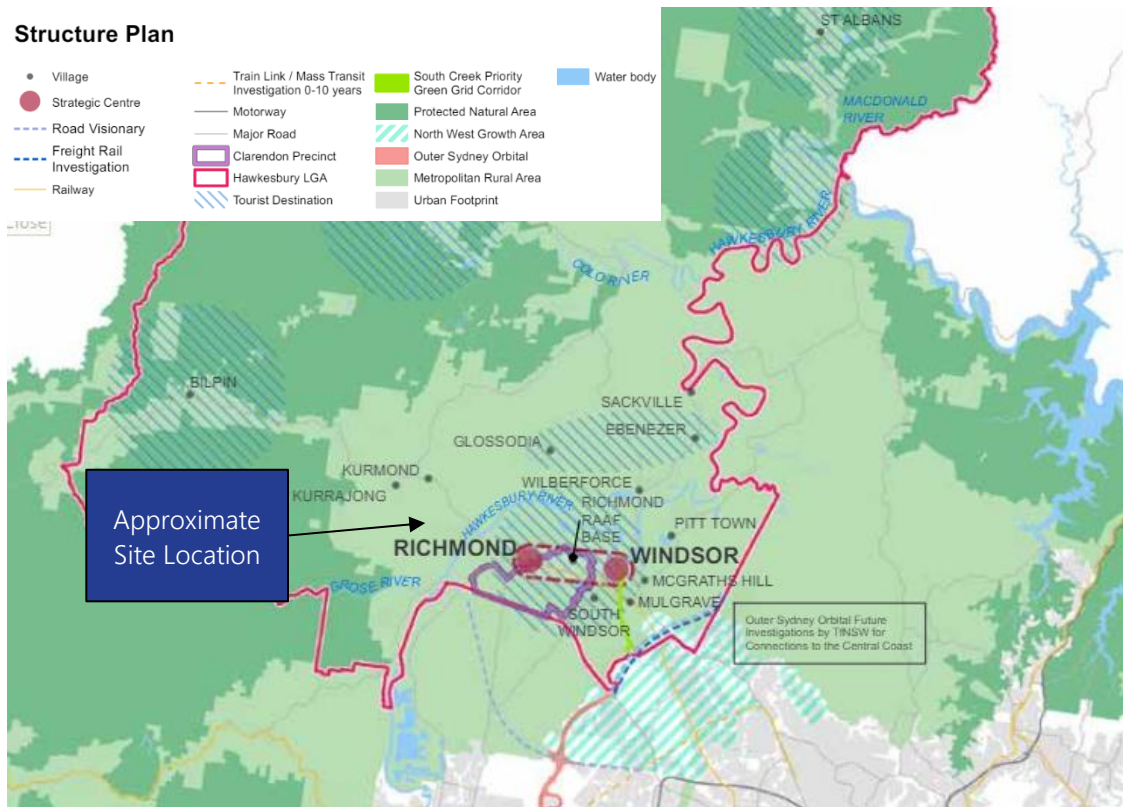 Structure Plan
Village
Strategic Centre
Road Visionary
Freight Rail
Investigation
Railway
Train Link / Mass Transit
Investigation 0-10 years
Motorway
Major Road
Clarendon Precinct
Hawkesbury LGA
Tourist Destination
South Creek Priority
Green Grid Corridor
Protected Natural Area
North West Growth Area
Outer Sydney Orbital
Metropolitan Rural Area
Urban Footprint
Water body
ST ALBANS
MACDONALD
RIVER
HAWKESBURY RIVER
COLO RIVER
BILPIN
SACKVILLE
EBENEZER
GLOSSODIA
KURMOND
KURRAJONG
WILBERFORCE
HAWKESBURY RIVER
RICHMOND
RAAF
BASE
PITT TOWN
Approximate
Site Location
RICHMOND
WINDSOR
GROSE RIVER
MCGRATHS HILL
MULGRAVE
SOUTH
WINDSOR
Outer Sydney Orbital Future
Investigations by TfNSW for
Connections to the Central Coast